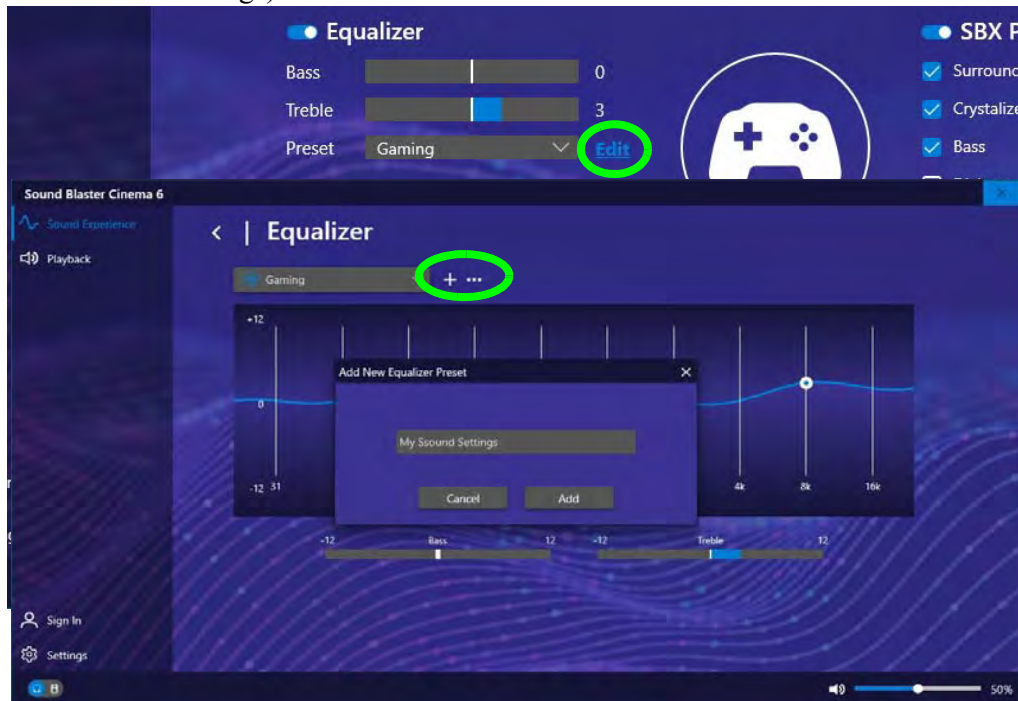 Equalizer
SBX
Bass 0
Surround
Treble 3
Crystalize
Preset Gaming Edit
Bass
Sound Blaster Cinema 6
Sound Experience
< | Equalizer
Playback
Gaming + ...
+12
Add New Equalizer Preset
0
My Ssound Settings
-12 31 4k 8k 16k
Cancel Add
-12 Bass 12 -12 Treble 12
Sign In
Settings
50%